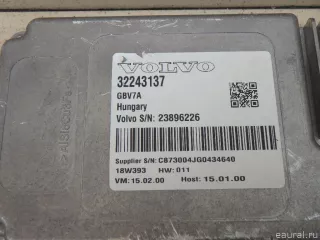 VOLVO
32243137
GBV7A
Hungary
Volvo S/N: 23896226
Supplier S/N: CB73004JG0434640
18W393 HW: 011
VM: 15.02.00 Host: 15.01.00
eaural.ru